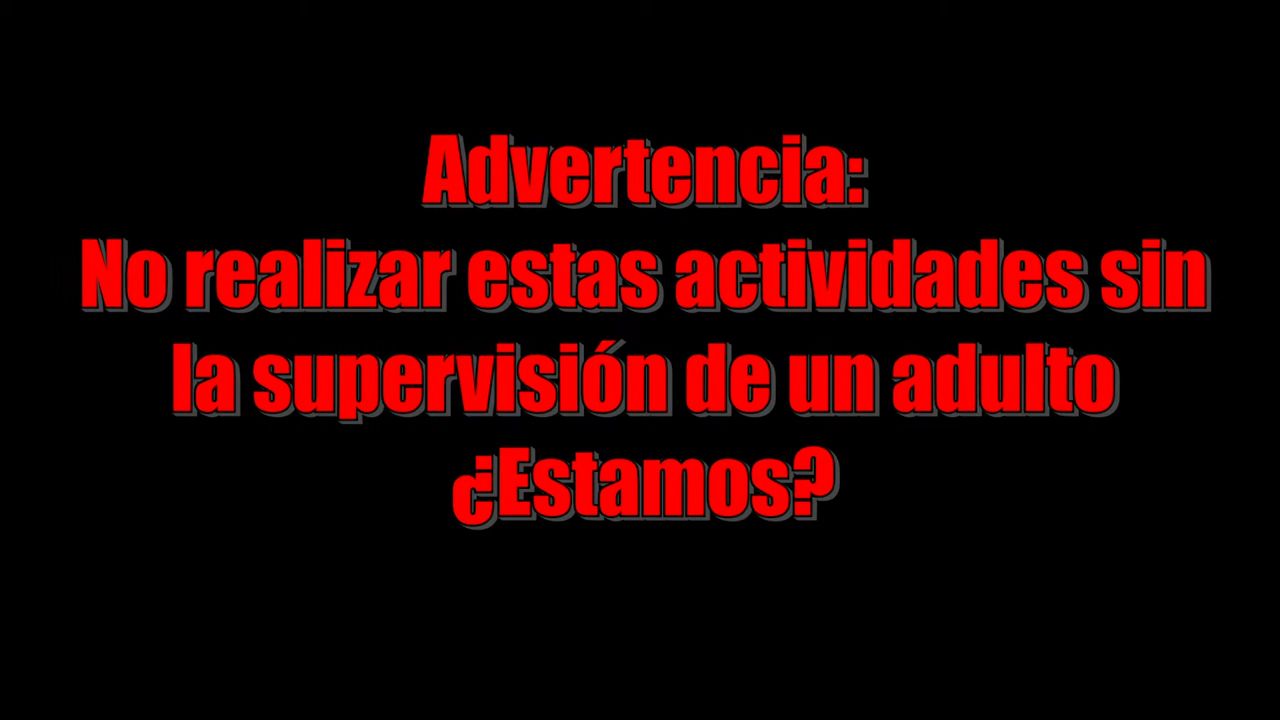 Advertencia:
No realizar estas actividades sin
la supervisión de un adulto
¿Estamos?